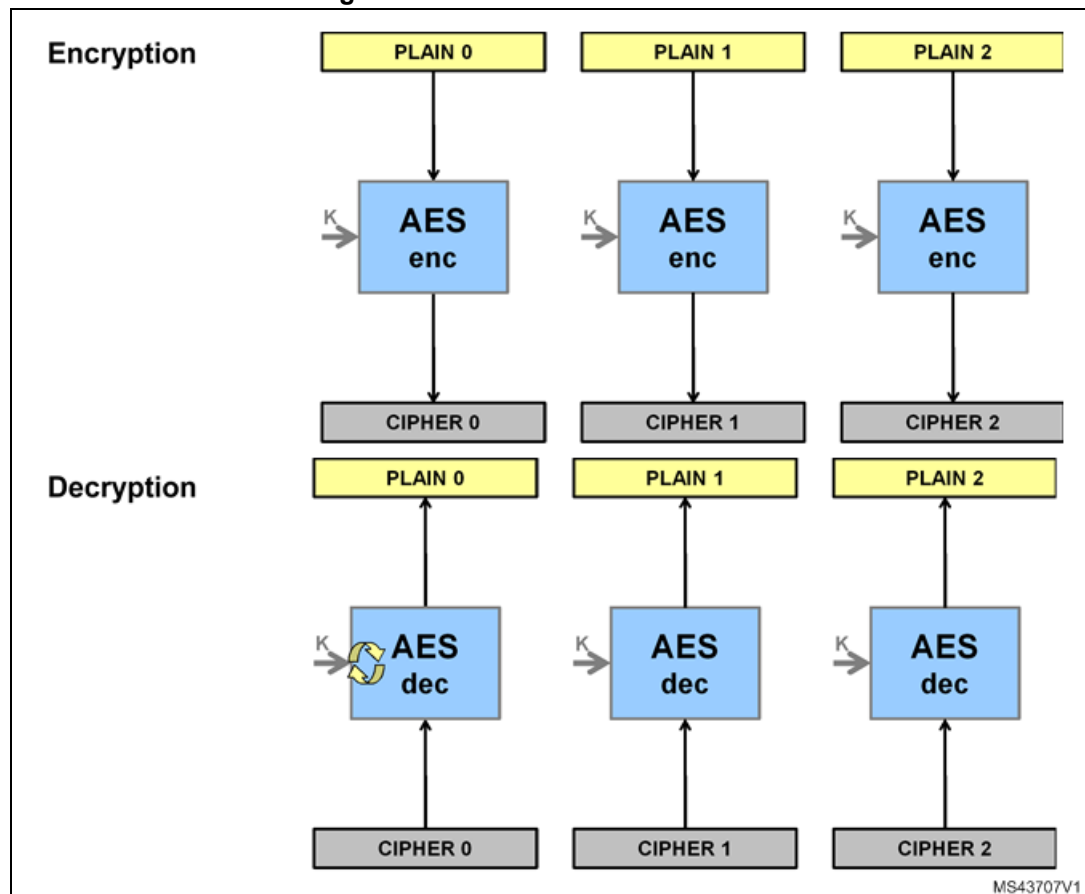 Encryption
PLAIN 0 PLAIN 1 PLAIN 2
K AES enc K AES enc K AES enc
CIPHER 0 CIPHER 1 CIPHER 2
Decryption
PLAIN 0 PLAIN 1 PLAIN 2
K AES dec K AES dec K AES dec
CIPHER 0 CIPHER 1 CIPHER 2
MS43707V1